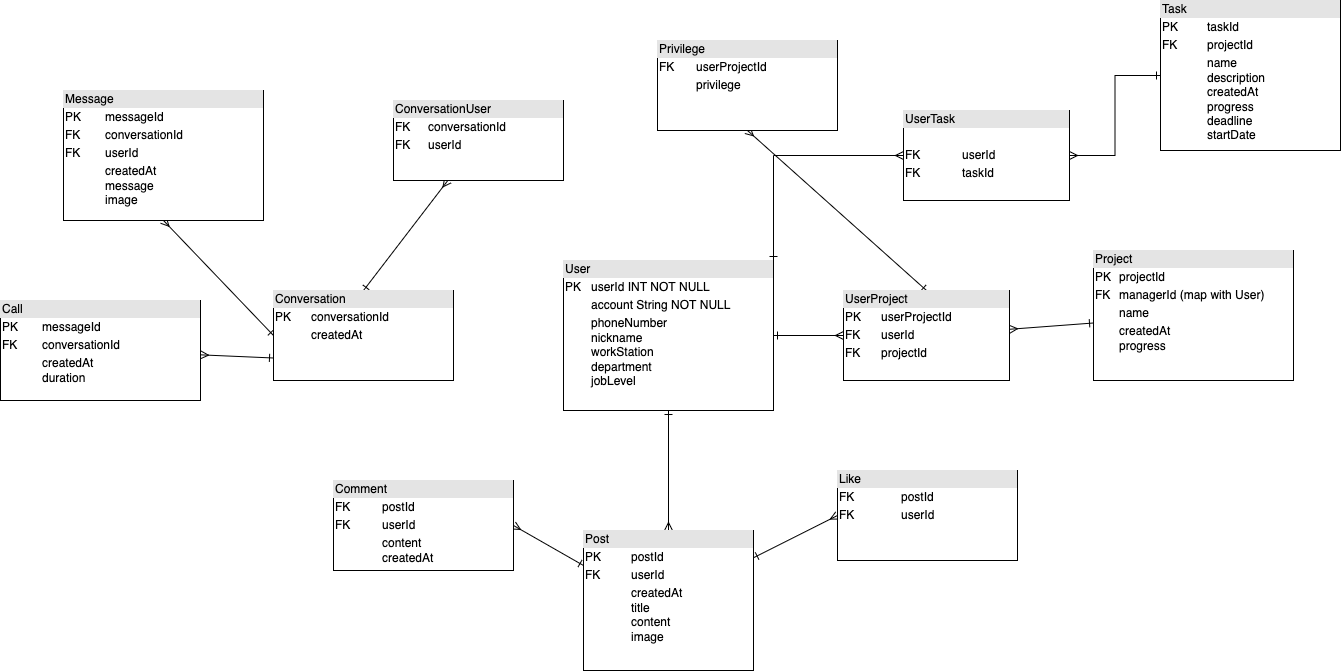 Task
PK taskId
FK projectId
name
description
createdAt
progress
deadline
startDate
Privilege
FK userProjectId
privilege
Message
PK messageId
FK conversationId
FK userId
createdAt
message
image
ConversationUser
FK conversationId
FK userId
UserTask
FK userId
FK taskId
User
PK userId INT NOT NULL
account String NOT NULL
phoneNumber
nickname
workStation
department
jobLevel
Project
PK projectId
FK managerId (map with User)
name
createdAt
progress
Call
PK messageId
FK conversationId
createdAt
duration
Conversation
PK conversationId
createdAt
UserProject
PK userProjectId
FK userId
FK projectId
Comment
FK postId
FK userId
content
createdAt
Like
FK postId
FK userId
Post
PK postId
FK userId
createdAt
title
content
image